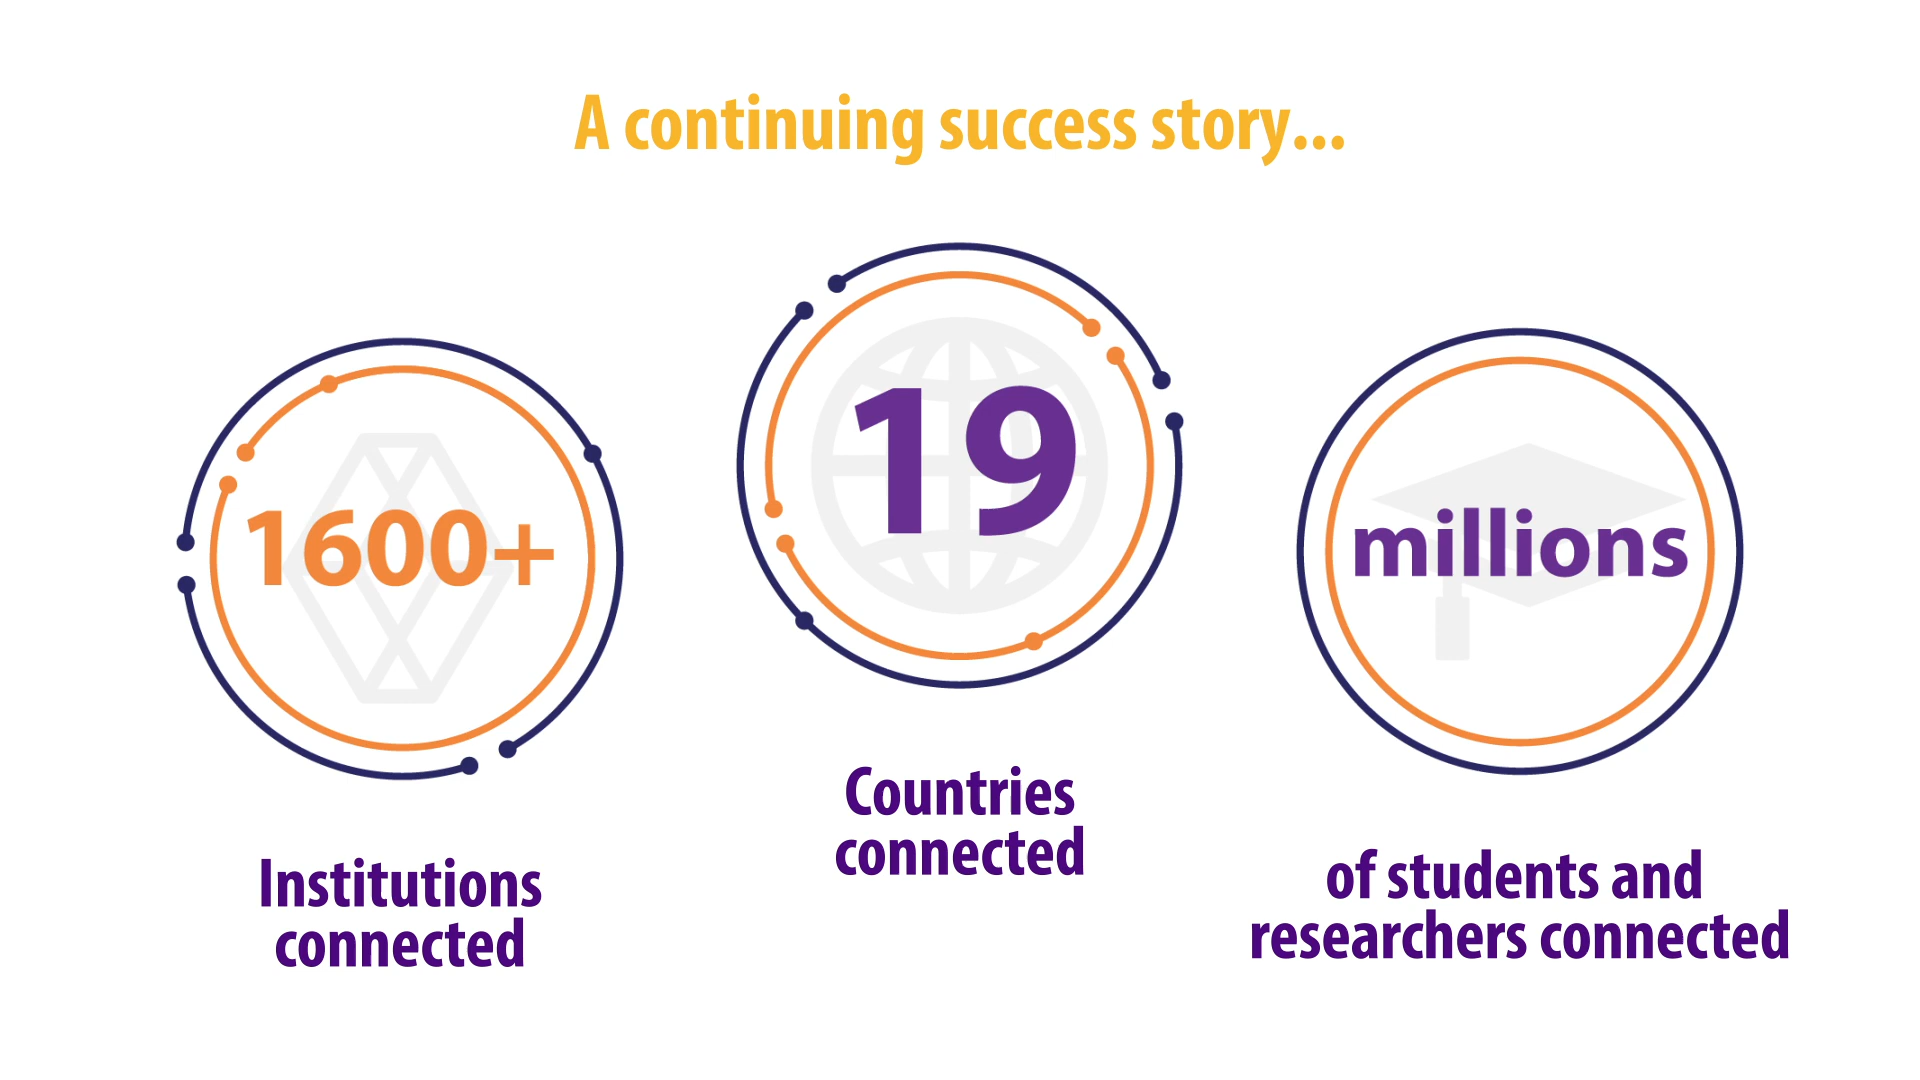 A continuing success story...
1600+
Institutions
connected
19
Countries
connected
millions
of students and
researchers connected